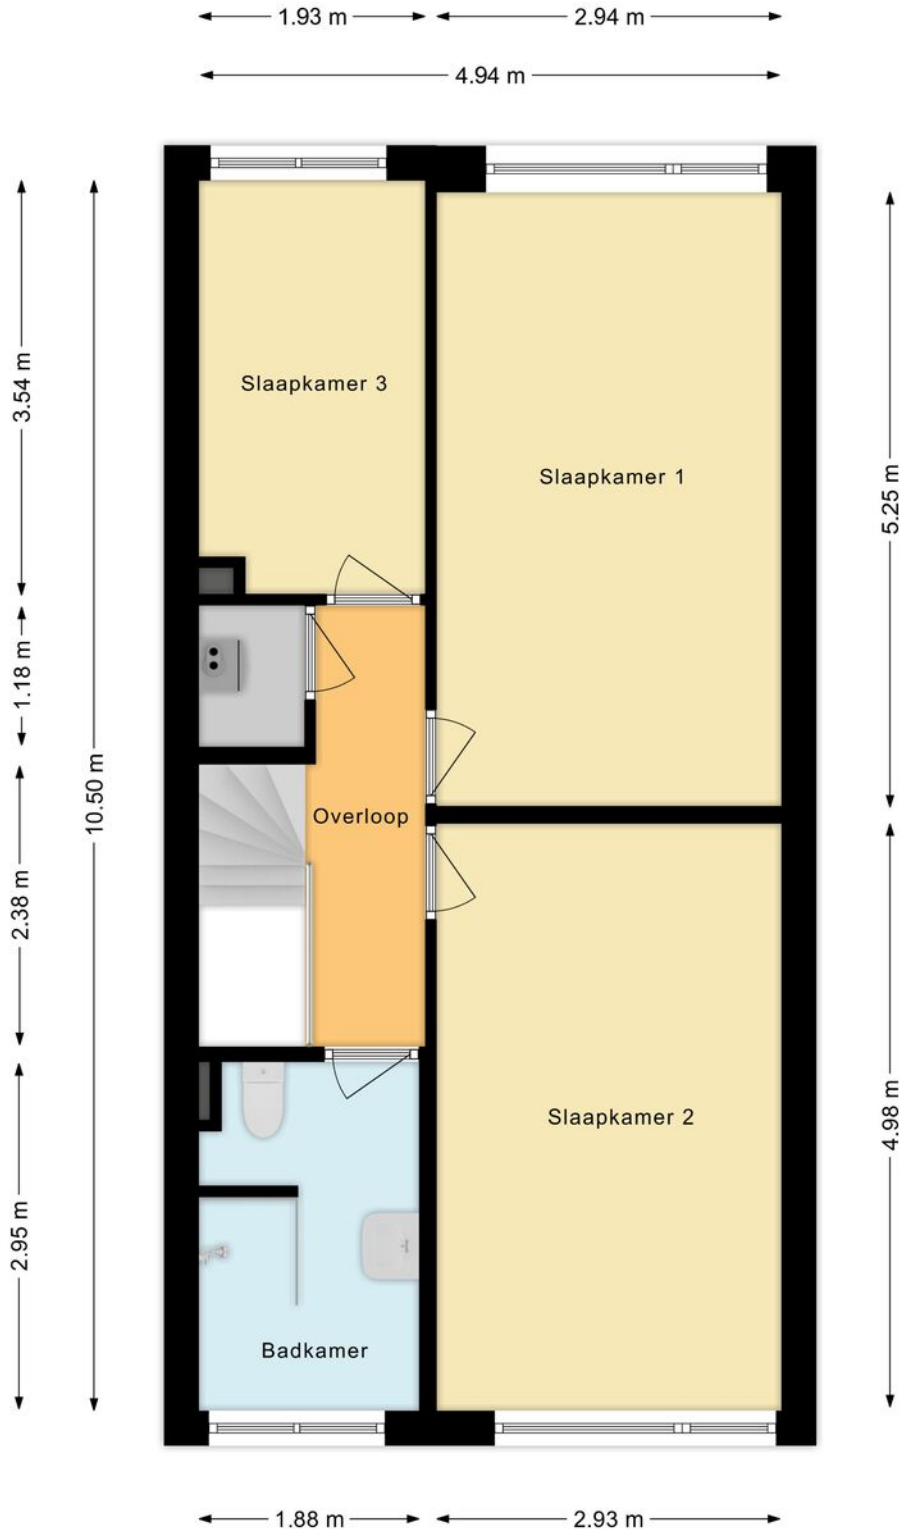 1.93 m
2.94 m
4.94 m
3.54 m
1.18 m
2.38 m
2.95 m
10.50 m
Slaapkamer 3
Slaapkamer 1
Overloop
Slaapkamer 2
Badkamer
5.25 m
4.98 m
1.88 m
2.93 m